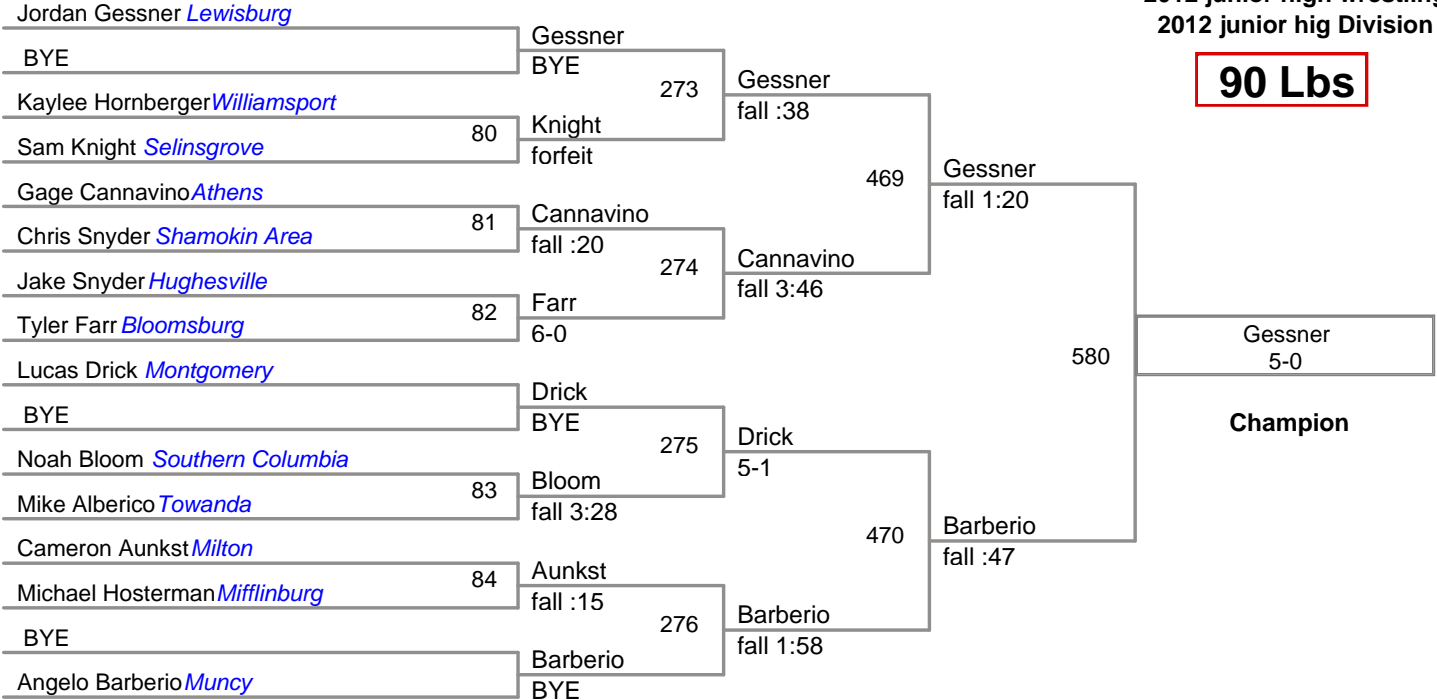 2012 junior high wrestling
2012 junior hig Division
90 Lbs
Jordan Gessner Lewisburg
BYE
Kaylee Hornberger Williamsport
Sam Knight Selinsgrove
Gage Cannavino Athens
Chris Snyder Shamokin Area
Jake Snyder Hughesville
Tyler Farr Bloomsburg
Lucas Drick Montgomery
BYE
Noah Bloom Southern Columbia
Mike Alberico Towanda
Cameron Aunkst Milton
Michael Hosterman Mifflinburg
BYE
Angelo Barberio Muncy
80
81
82
83
84
Gessner
BYE
Knight
forfeit
Cannavino
fall :20
Farr
6-0
Drick
BYE
Bloom
fall 3:28
Aunkst
fall :15
Barberio
BYE
273
274
275
276
Gessner
fall :38
Cannavino
fall 3:46
Drick
5-1
Barberio
fall 1:58
469
470
Gessner
fall 1:20
Barberio
fall :47
580
Gessner
5-0
Champion